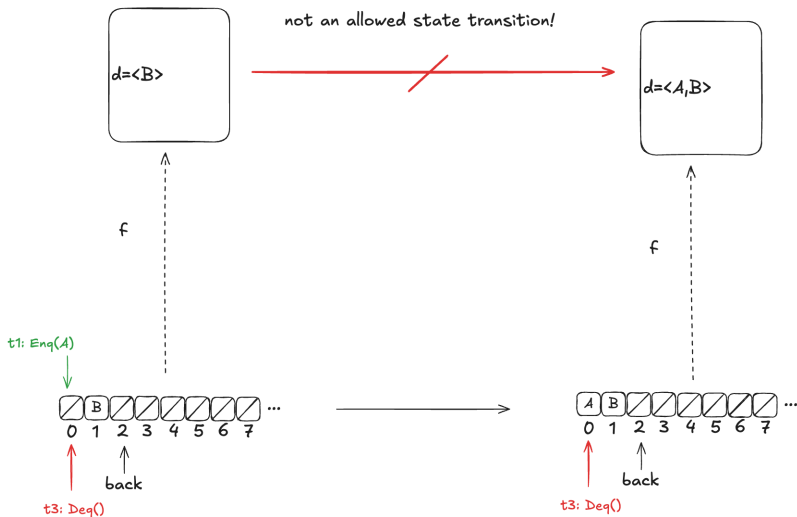 not an allowed state transition!
d=<B>
d=<A,B>
f
f
t1: Enq(A)
B
...
A B
...
0 1 2 3 4 5 6 7
0 1 2 3 4 5 6 7
back
back
t3: Deq()
t3: Deq()